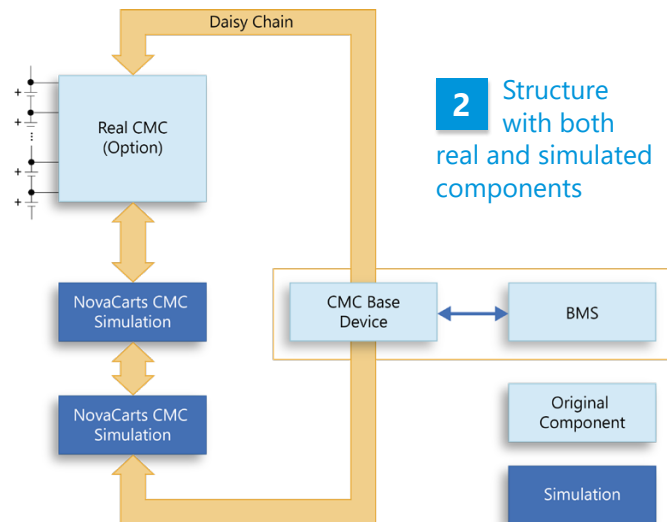 Daisy Chain
Real CMC
(Option)
+
+
+
+
2
Structure
with both
real and simulated
components
NovaCarts CMC
Simulation
CMC Base
Device
BMS
NovaCarts CMC
Simulation
Original
Component
Simulation